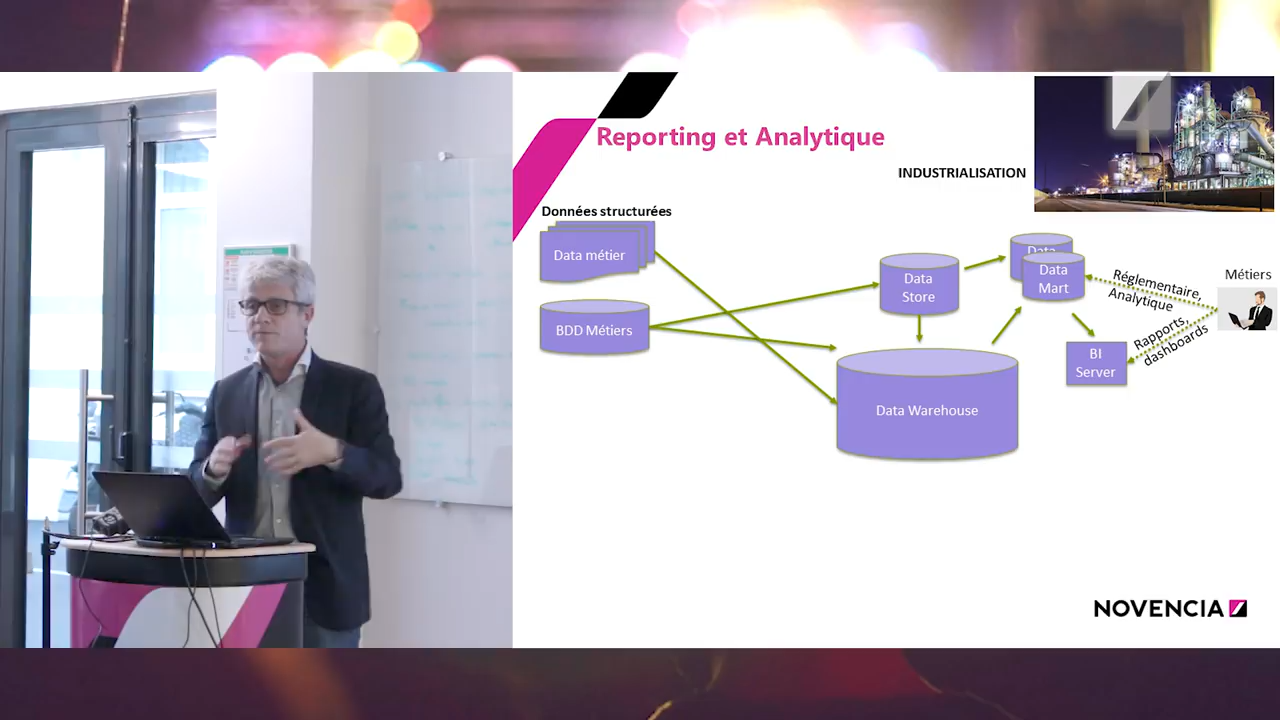 Reporting et Analytique
INDUSTRIALISATION
Données structurées
Data métier
BDD Métiers
Data
Store
Data
Data
Mart
Réglementaire,
Analytique
Métiers
Rapports,
dashboards
BI
Server
Data Warehouse
NOVENCIA